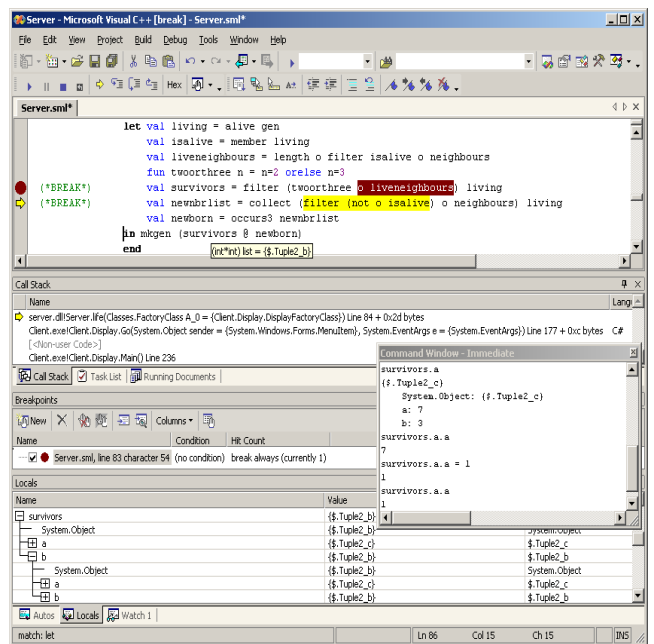 Server - Microsoft Visual C++ [break] - Server.sml*
File Edit View Project Build Debug Tools Window Help
Hex
Server.sml*
let val living = alive gen
val isalive = member living
val liveneighbours = length o filter isalive o neighbours
fun twoorthree n = n=2 orelse n=3
(*BREAK*) val survivors = filter (twoorthree o liveneighbours) living
(*BREAK*) val newnbrlist = collect (filter (not o isalive) o neighbours) living
val newborn = occurs3 newnbrlist
in mkgen (survivors @ newborn)
end
(int*int) list = {$.Tuple2_b}
Call Stack
Name Lang
server.dll!Server.life(Classes.FactoryClass A_0 = {Client.Display.DisplayFactoryClass}) Line 84 + 0x2d bytes
Client.exe!Client.Display.Go(System.Object sender = {System.Windows.Forms.MenuItem}, System.EventArgs e = {System.EventArgs}) Line 177 + 0xc bytes C#
[<Non-user Code>]
Client.exe!Client.Display.Main() Line 236
Call Stack Task List Running Documents
Command Window - Immediate
survivors.a
{$.Tuple2_c}
System.Object: {$.Tuple2_c}
a: 7
b: 3
survivors.a.a
7
survivors.a.a = 1
1
survivors.a.a
1
Breakpoints
New Columns
Name Condition Hit Count
Server.sml, line 83 character 54 (no condition) break always (currently 1)
Locals
Name Value
survivors {$.Tuple2_b}
System.Object {$.Tuple2_b} System.Object
a {$.Tuple2_c} $.Tuple2_c
b {$.Tuple2_b} $.Tuple2_b
System.Object {$.Tuple2_b} System.Object
a {$.Tuple2_c} $.Tuple2_c
b {$.Tuple2_b} $.Tuple2_b
Autos Locals Watch 1
match: let Ln 86 Col 15 Ch 15 INS